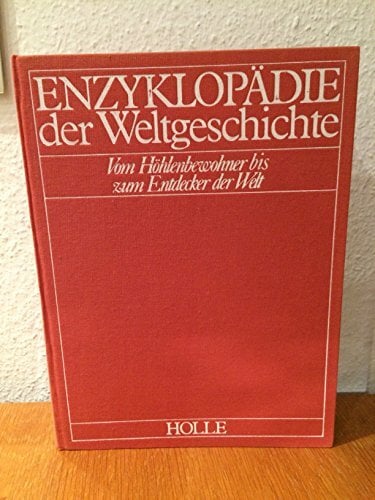 ENZYKLOPÄDIE
der Weltgeschichte
Vom Höhlenbewohner bis
zum Entdecker der Welt
HOLLE